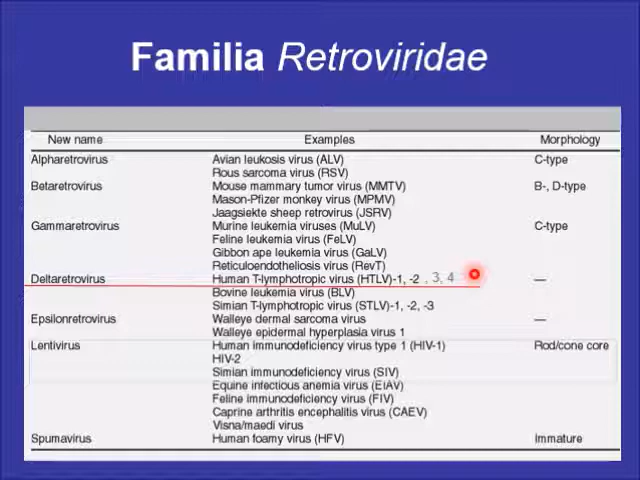 Familia Retroviridae
New name Examples Morphology
Alpharetrovirus Avian leukosis virus (ALV) C-type
Rous sarcoma virus (RSV)
Betaretrovirus Mouse mammary tumor virus (MMTV) B-, D-type
Mason-Pfizer monkey virus (MPMV)
Jaagsiekte sheep retrovirus (JSRV)
Gammaretrovirus Murine leukemia viruses (MuLV) C-type
Feline leukemia virus (FeLV)
Gibbon ape leukemia virus (GaLV)
Reticuloendotheliosis virus (RevT)
Deltaretrovirus Human T-lymphotropic virus (HTLV)-1, -2 , 3, 4 —
Bovine leukemia virus (BLV)
Simian T-lymphotropic virus (STLV)-1, -2, -3
Epsilonretrovirus Walleye dermal sarcoma virus —
Walleye epidermal hyperplasia virus 1
Lentivirus Human immunodeficiency virus type 1 (HIV-1) Rod/cone core
HIV-2
Simian immunodeficiency virus (SIV)
Equine infectious anemia virus (EIAV)
Feline immunodeficiency virus (FIV)
Caprine arthritis encephalitis virus (CAEV)
Visna/maedi virus
Spumavirus Human foamy virus (HFV) Immature